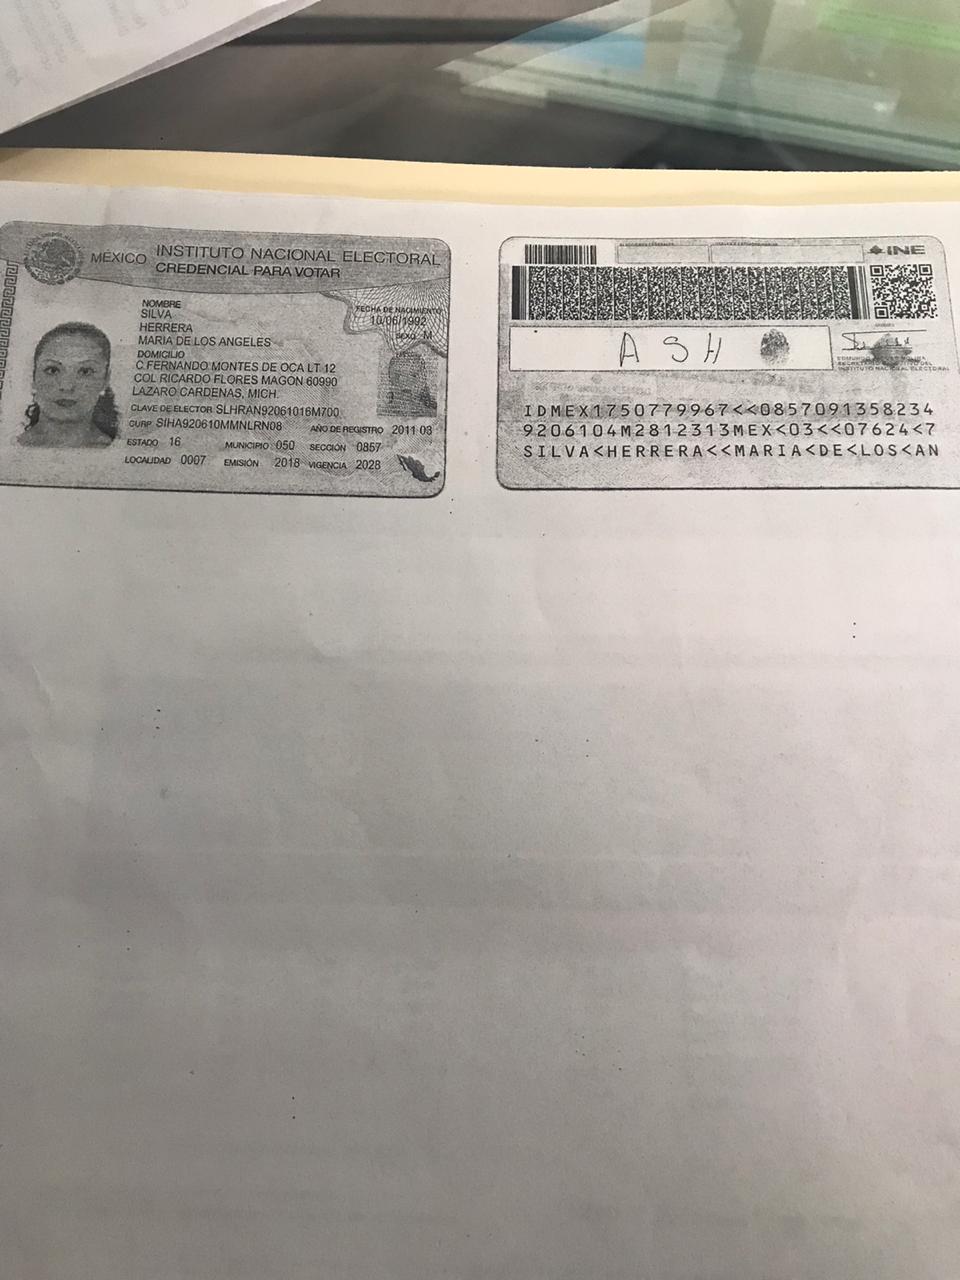 MÉXICO INSTITUTO NACIONAL ELECTORAL
CREDENCIAL PARA VOTAR
NOMBRE
SILVA
HERRERA
MARIA DE LOS ANGELES
FECHA DE NACIMIENTO
10/06/1992
SEXO M
DOMICILIO
C FERNANDO MONTES DE OCA LT 12
COL RICARDO FLORES MAGON 60990
LAZARO CARDENAS, MICH.
CLAVE DE ELECTOR SLHRAN92061016M700
CURP SIHA920610MMNLRN08 AÑO DE REGISTRO 2011 03
ESTADO 16 MUNICIPIO 050 SECCIÓN 0857
LOCALIDAD 0007 EMISIÓN 2018 VIGENCIA 2028
INE
A S H
INSTITUTO NACIONAL ELECTORAL
IDMEX1750779967<<0857091358234
9206104M2812313MEX<03<<07624<7
SILVA<HERRERA<<MARIA<DE<LOS<AN